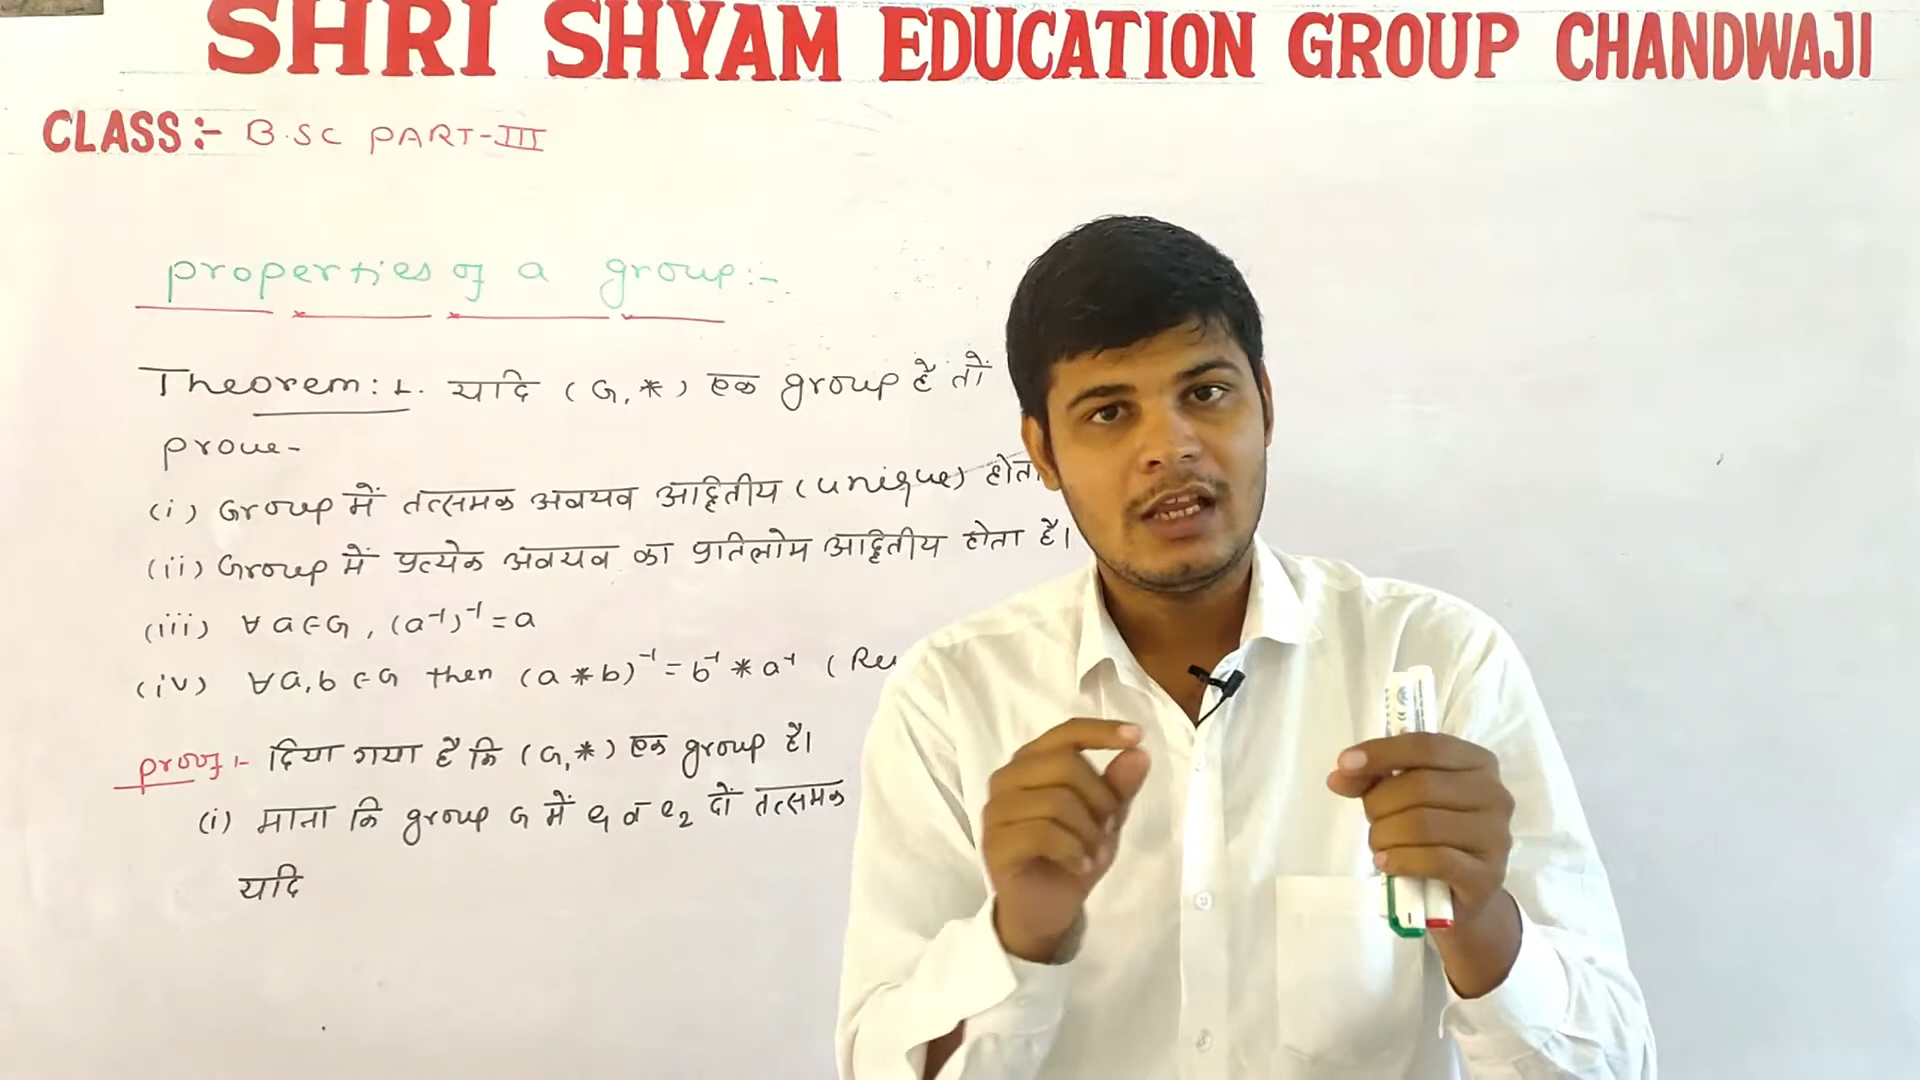 SHRI SHYAM EDUCATION GROUP CHANDWAJI
CLASS:- B.SC PART-III
properties of a group:-
Theorem:1. यदि (G,*) एक group है तो
prove-
(i) Group में तत्समक अवयव अद्वितीय (unique) होता
(ii) Group में प्रत्येक अवयव का प्रतिलोम अद्वितीय होता है।
(iii) ∀ a∈G, (a⁻¹)⁻¹=a
(iv) ∀a,b∈G then (a*b)⁻¹=b⁻¹*a⁻¹ (Re
proof:- दिया गया है कि (G,*) एक group है।
(i) माना कि group G में e₁ व e₂ दो तत्समक
यदि